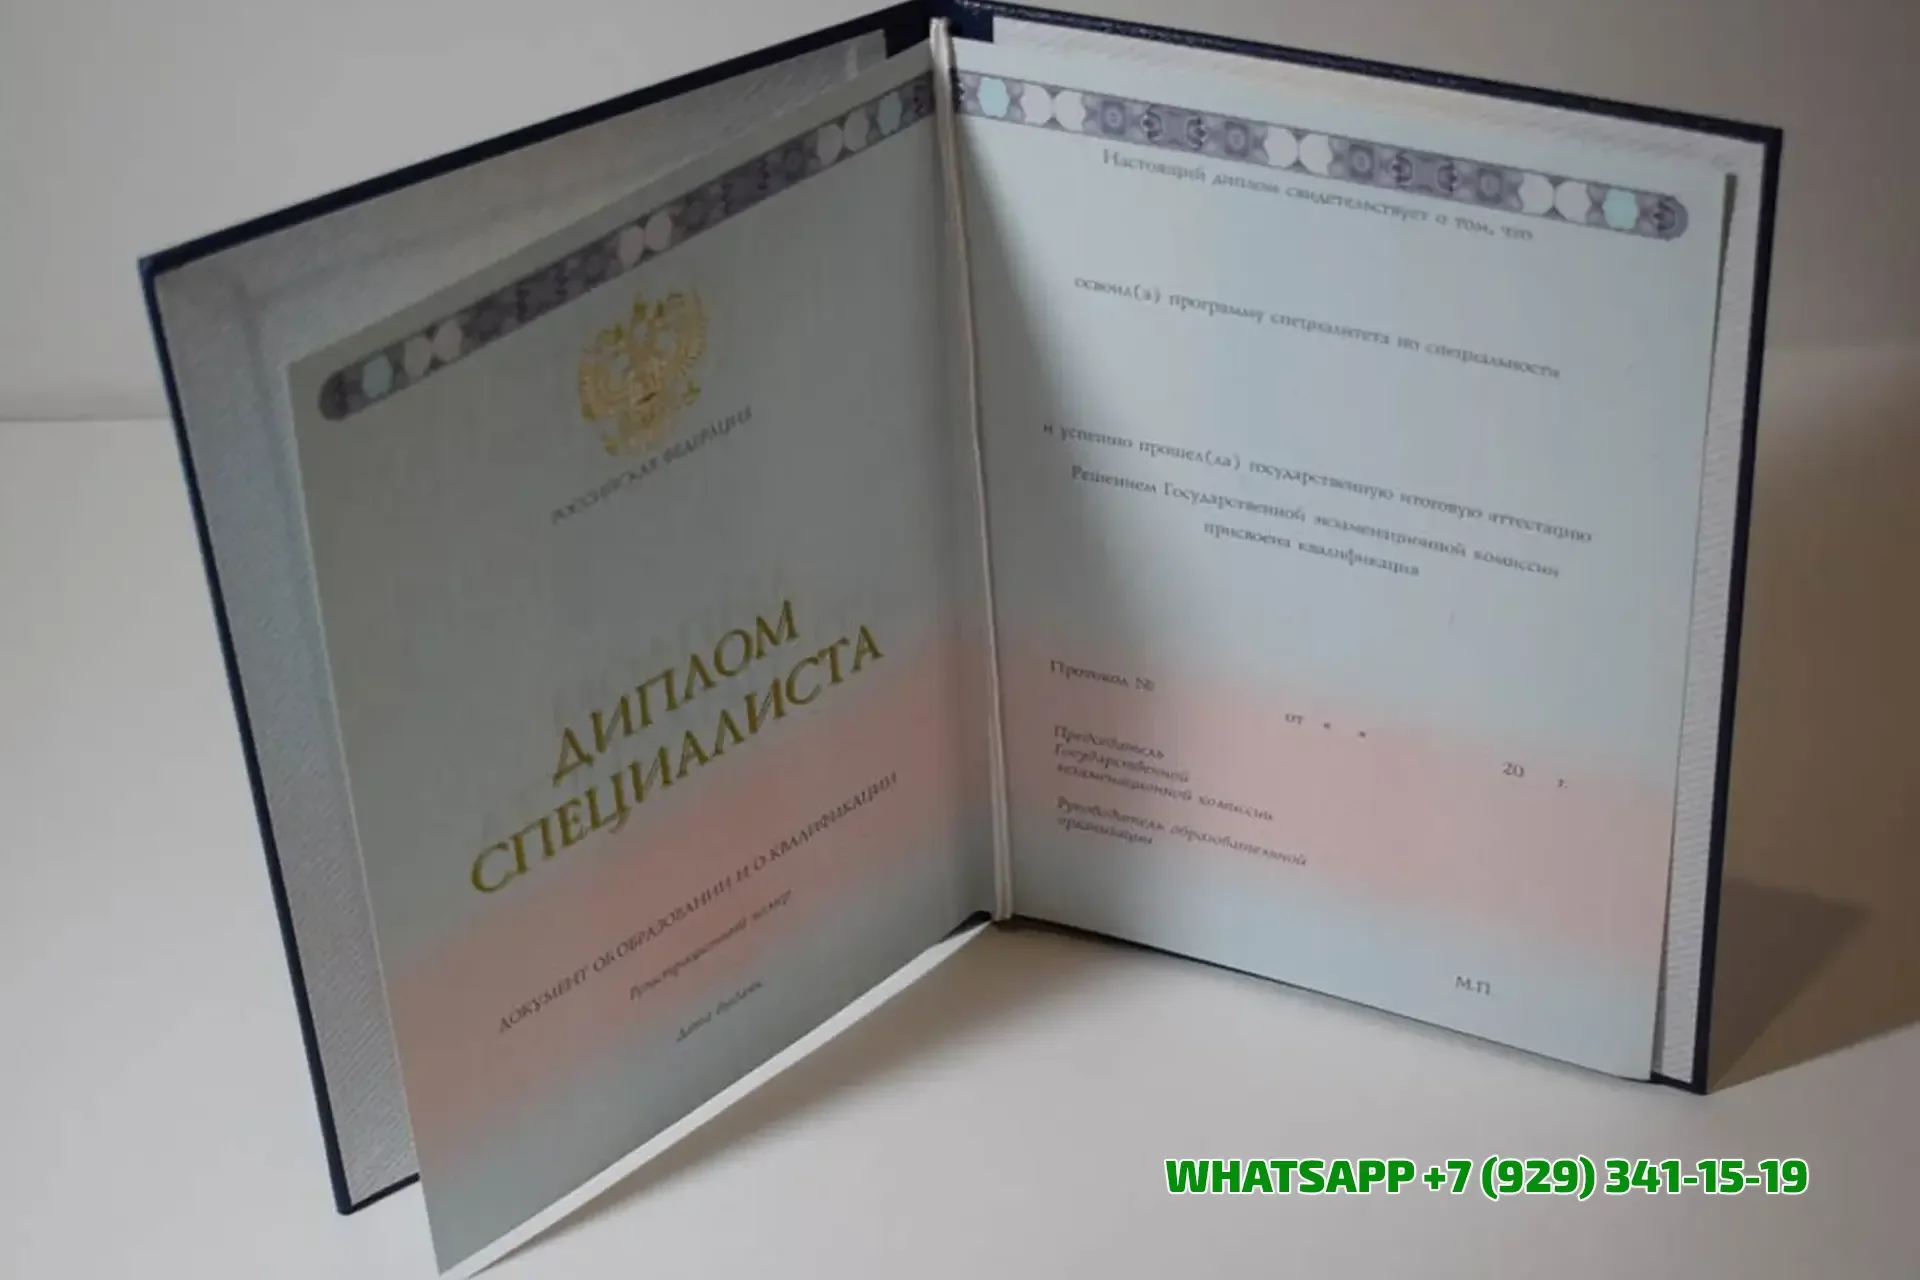 РОССИЙСКАЯ ФЕДЕРАЦИЯ
ДИПЛОМ
СПЕЦИАЛИСТА
ДОКУМЕНТ ОБ ОБРАЗОВАНИИ И О КВАЛИФИКАЦИИ
Регистрационный номер
Дата выдачи
Настоящий диплом свидетельствует о том, что
освоил(а) программу специалитета по специальности
и успешно прошел(ла) государственную итоговую аттестацию
Решением Государственной экзаменационной комиссии
присвоена квалификация
Протокол №
от « » 20 г.
Председатель
Государственной
экзаменационной комиссии
Руководитель образовательной
организации
М.П.
WHATSAPP +7 (929) 341-15-19